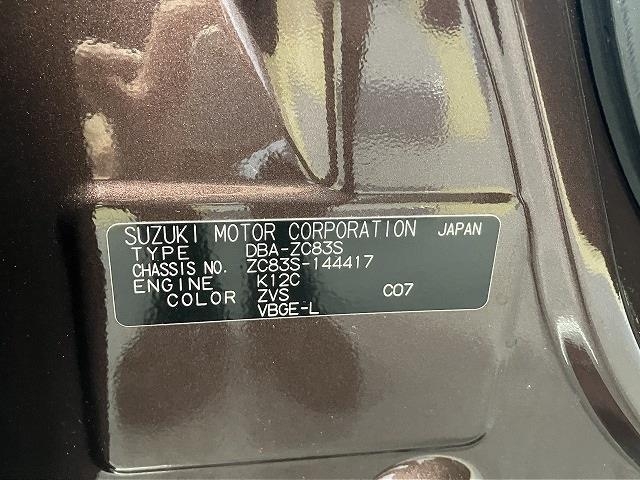 SUZUKI MOTOR CORPORATION JAPAN
TYPE DBA-ZC83S
CHASSIS NO. ZC83S-144417
ENGINE K12C
COLOR ZVS C07
VBGE-L